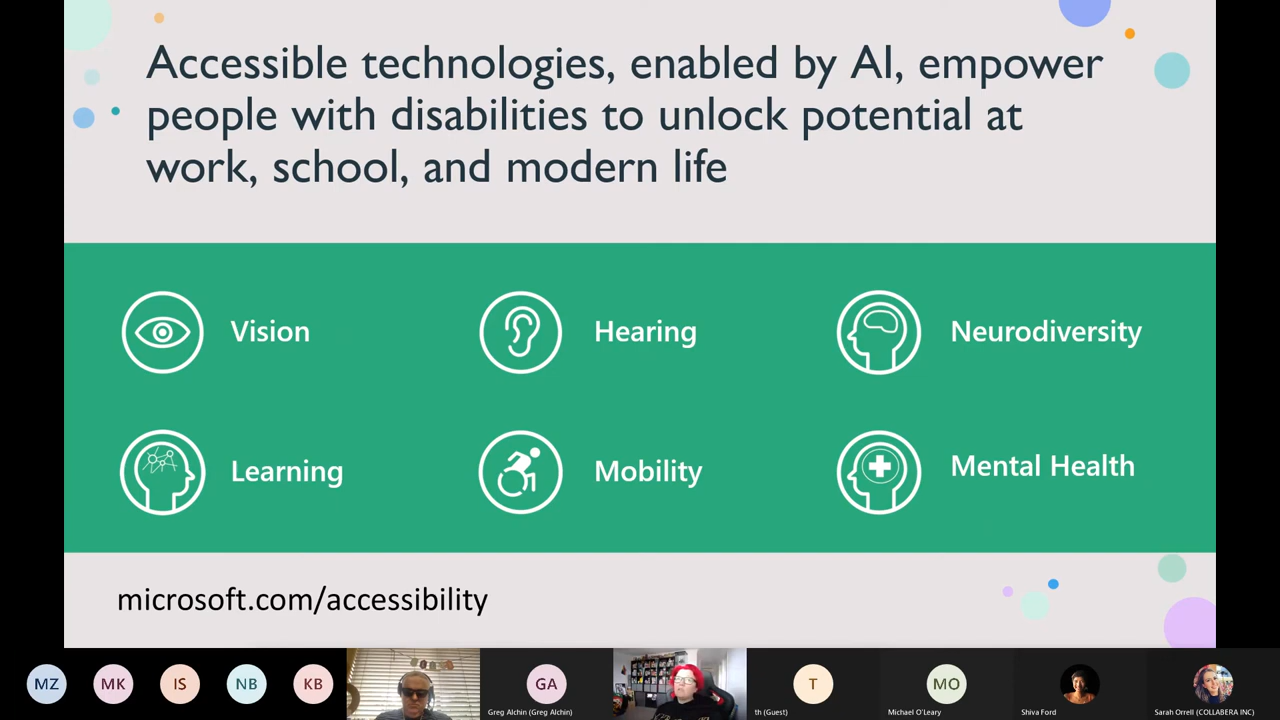 Accessible technologies, enabled by AI, empower
people with disabilities to unlock potential at
work, school, and modern life
Vision
Hearing
Neurodiversity
Learning
Mobility
Mental Health
microsoft.com/accessibility
MZ
MK
IS
NB
KB
GA
T
MO
Greg Alchin (Greg Alchin)
th (Guest)
Michael O'Leary
Shiva Ford
Sarah Orrell (COLLABERA INC)